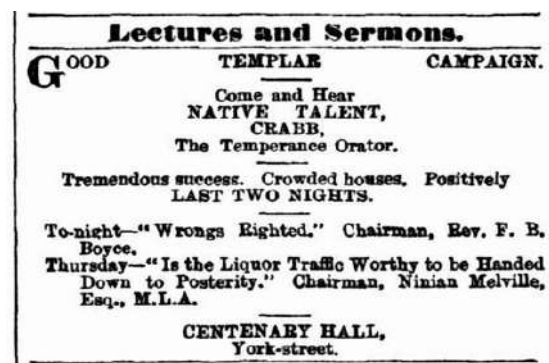 Lectures and Sermons.
GOOD TEMPLAR CAMPAIGN.
Come and Hear
NATIVE TALENT,
CRABB,
The Temperance Orator.
Tremendous success. Crowded houses. Positively
LAST TWO NIGHTS.
To-night—"Wrongs Righted." Chairman, Rev. F. B.
Boyce.
Thursday—"Is the Liquor Traffic Worthy to be Handed
Down to Posterity." Chairman, Ninian Melville,
Esq., M.L.A.
CENTENARY HALL,
York-street.